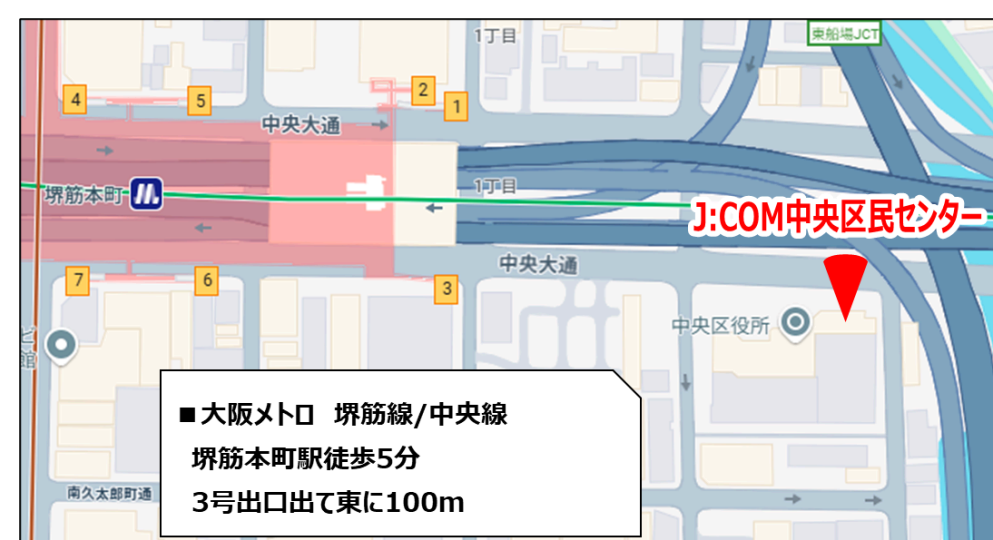 1丁目
東船場JCT
4
5
2
1
中央大通
堺筋本町
1丁目
J:COM中央区民センター
中央大通
7
6
3
中央区役所
ビ
館
■大阪メトロ 堺筋線/中央線
堺筋本町駅徒歩5分
3号出口出て東に100m
南久太郎町通